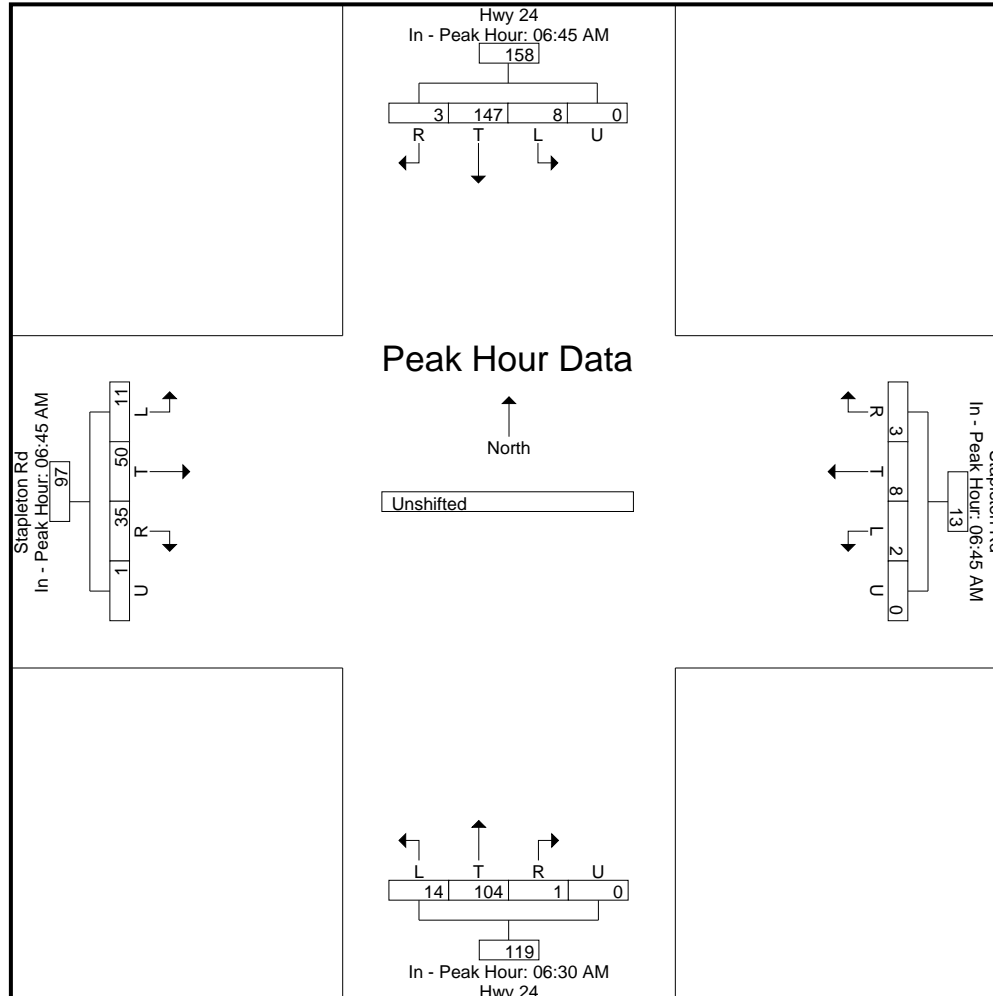 Hwy 24
In - Peak Hour: 06:45 AM
158
3 147 8 0
R T L U
Peak Hour Data
North
Unshifted
Stapleton Rd
In - Peak Hour: 06:45 AM
97
11 50 35 1
L T R U
Stapleton Rd
In - Peak Hour: 06:45 AM
13
3 8 2 0
R T L U
L T R U
14 104 1 0
119
In - Peak Hour: 06:30 AM
Hwy 24